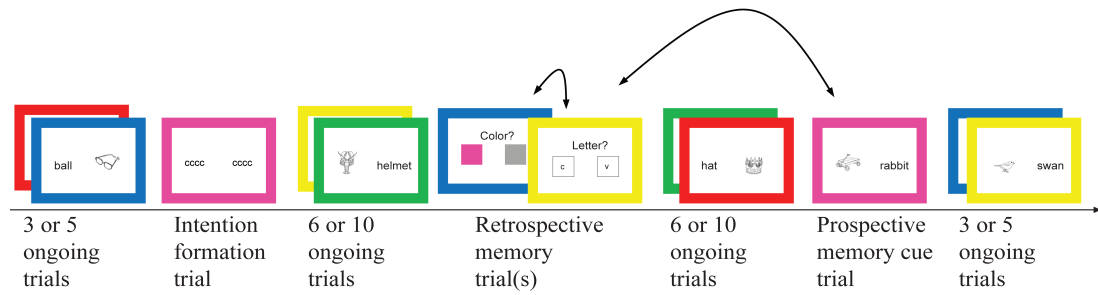 ball
cccc cccc
helmet
Color?
Letter?
c v
hat
rabbit
swan
3 or 5
ongoing
trials
Intention
formation
trial
6 or 10
ongoing
trials
Retrospective
memory
trial(s)
6 or 10
ongoing
trials
Prospective
memory cue
trial
3 or 5
ongoing
trials